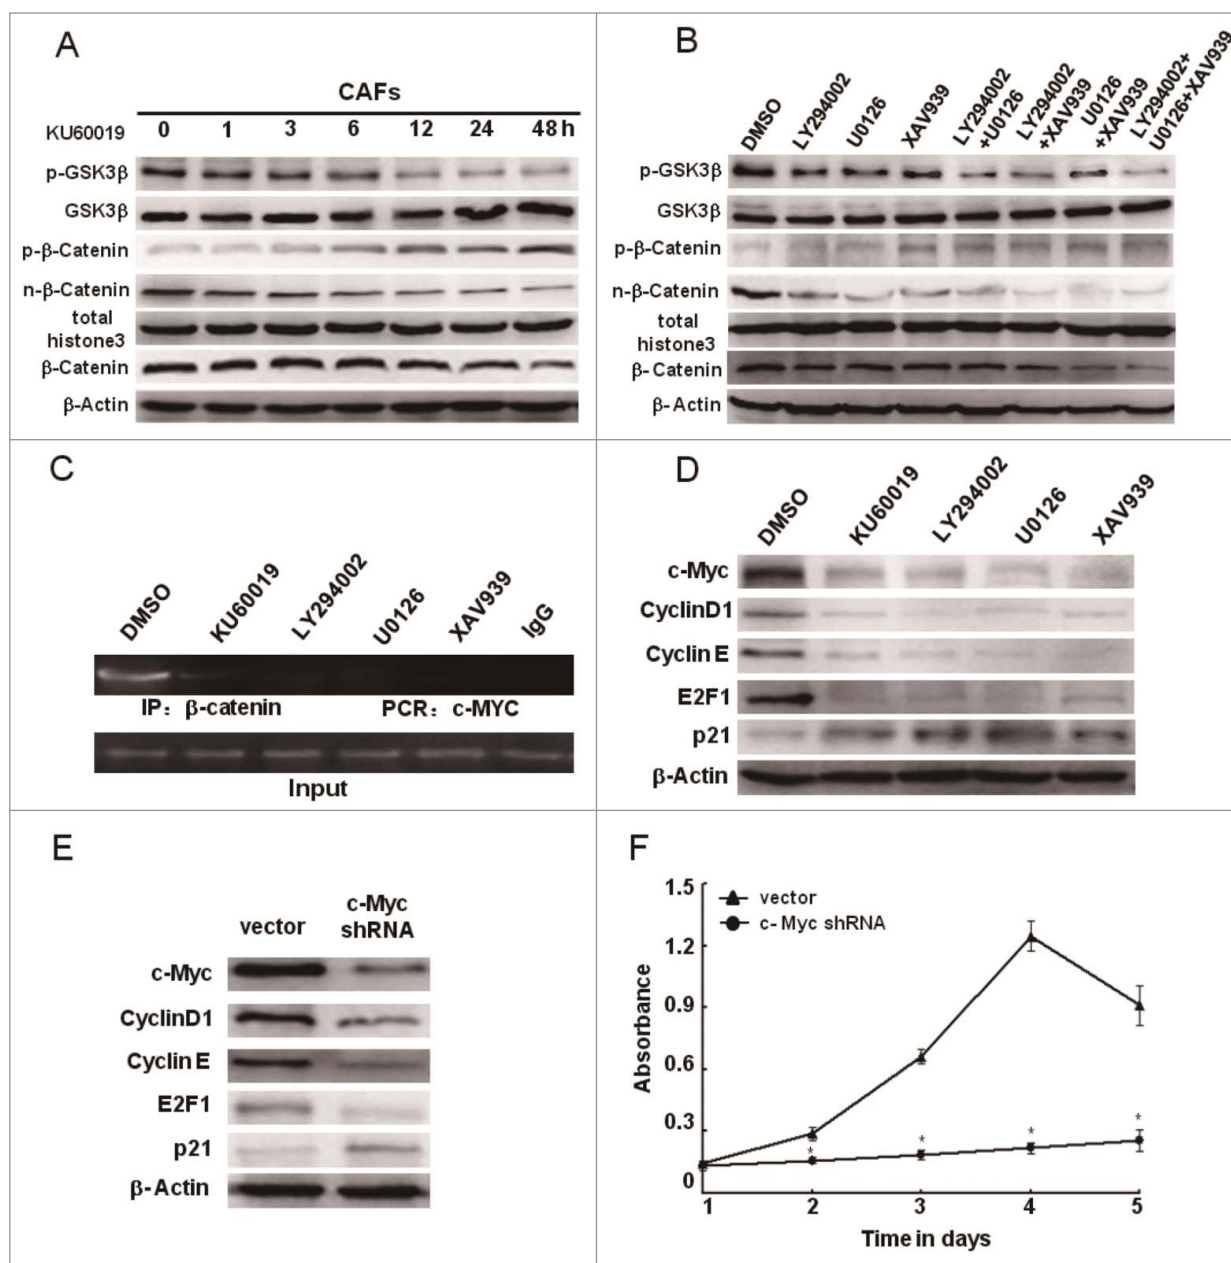 A
CAFs
KU60019 0 1 3 6 12 24 48 h
p-GSK3β
GSK3β
p-β-Catenin
n-β-Catenin
total
histone3
β-Catenin
β-Actin
B
DMSO
LY294002
U0126
XAV939
LY294002
+U0126
LY294002
+XAV939
U0126
+XAV939
LY294002+
U0126+XAV939
p-GSK3β
GSK3β
p-β-Catenin
n-β-Catenin
total
histone3
β- Catenin
β- Actin
C
DMSO
KU60019
LY294002
U0126
XAV939
IgG
IP: β-catenin PCR: c-MYC
Input
D
DMSO
KU60019
LY294002
U0126
XAV939
c-Myc
CyclinD1
Cyclin E
E2F1
p21
β-Actin
E
vector
c-Myc
shRNA
c-Myc
CyclinD1
Cyclin E
E2F1
p21
β- Actin
F
1.5
1.2
0.9
0.6
0.3
0
Absorbance
vector
c- Myc shRNA
* * * *
1 2 3 4 5
Time in days